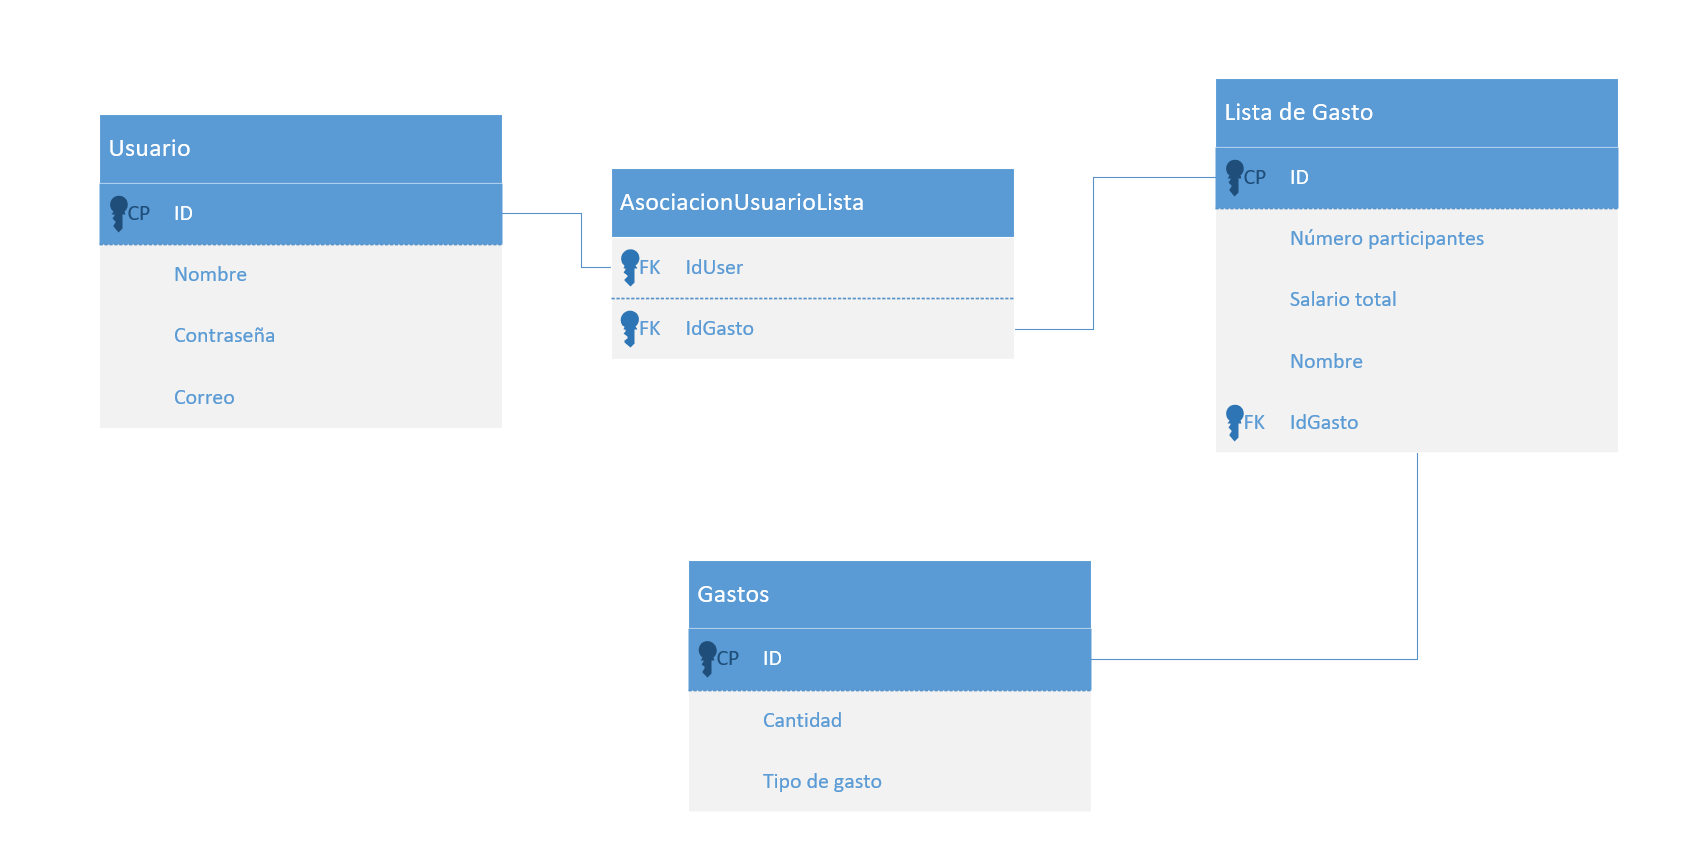 Usuario
CP ID
Nombre
Contraseña
Correo
AsociacionUsuarioLista
FK IdUser
FK IdGasto
Lista de Gasto
CP ID
Número participantes
Salario total
Nombre
FK IdGasto
Gastos
CP ID
Cantidad
Tipo de gasto